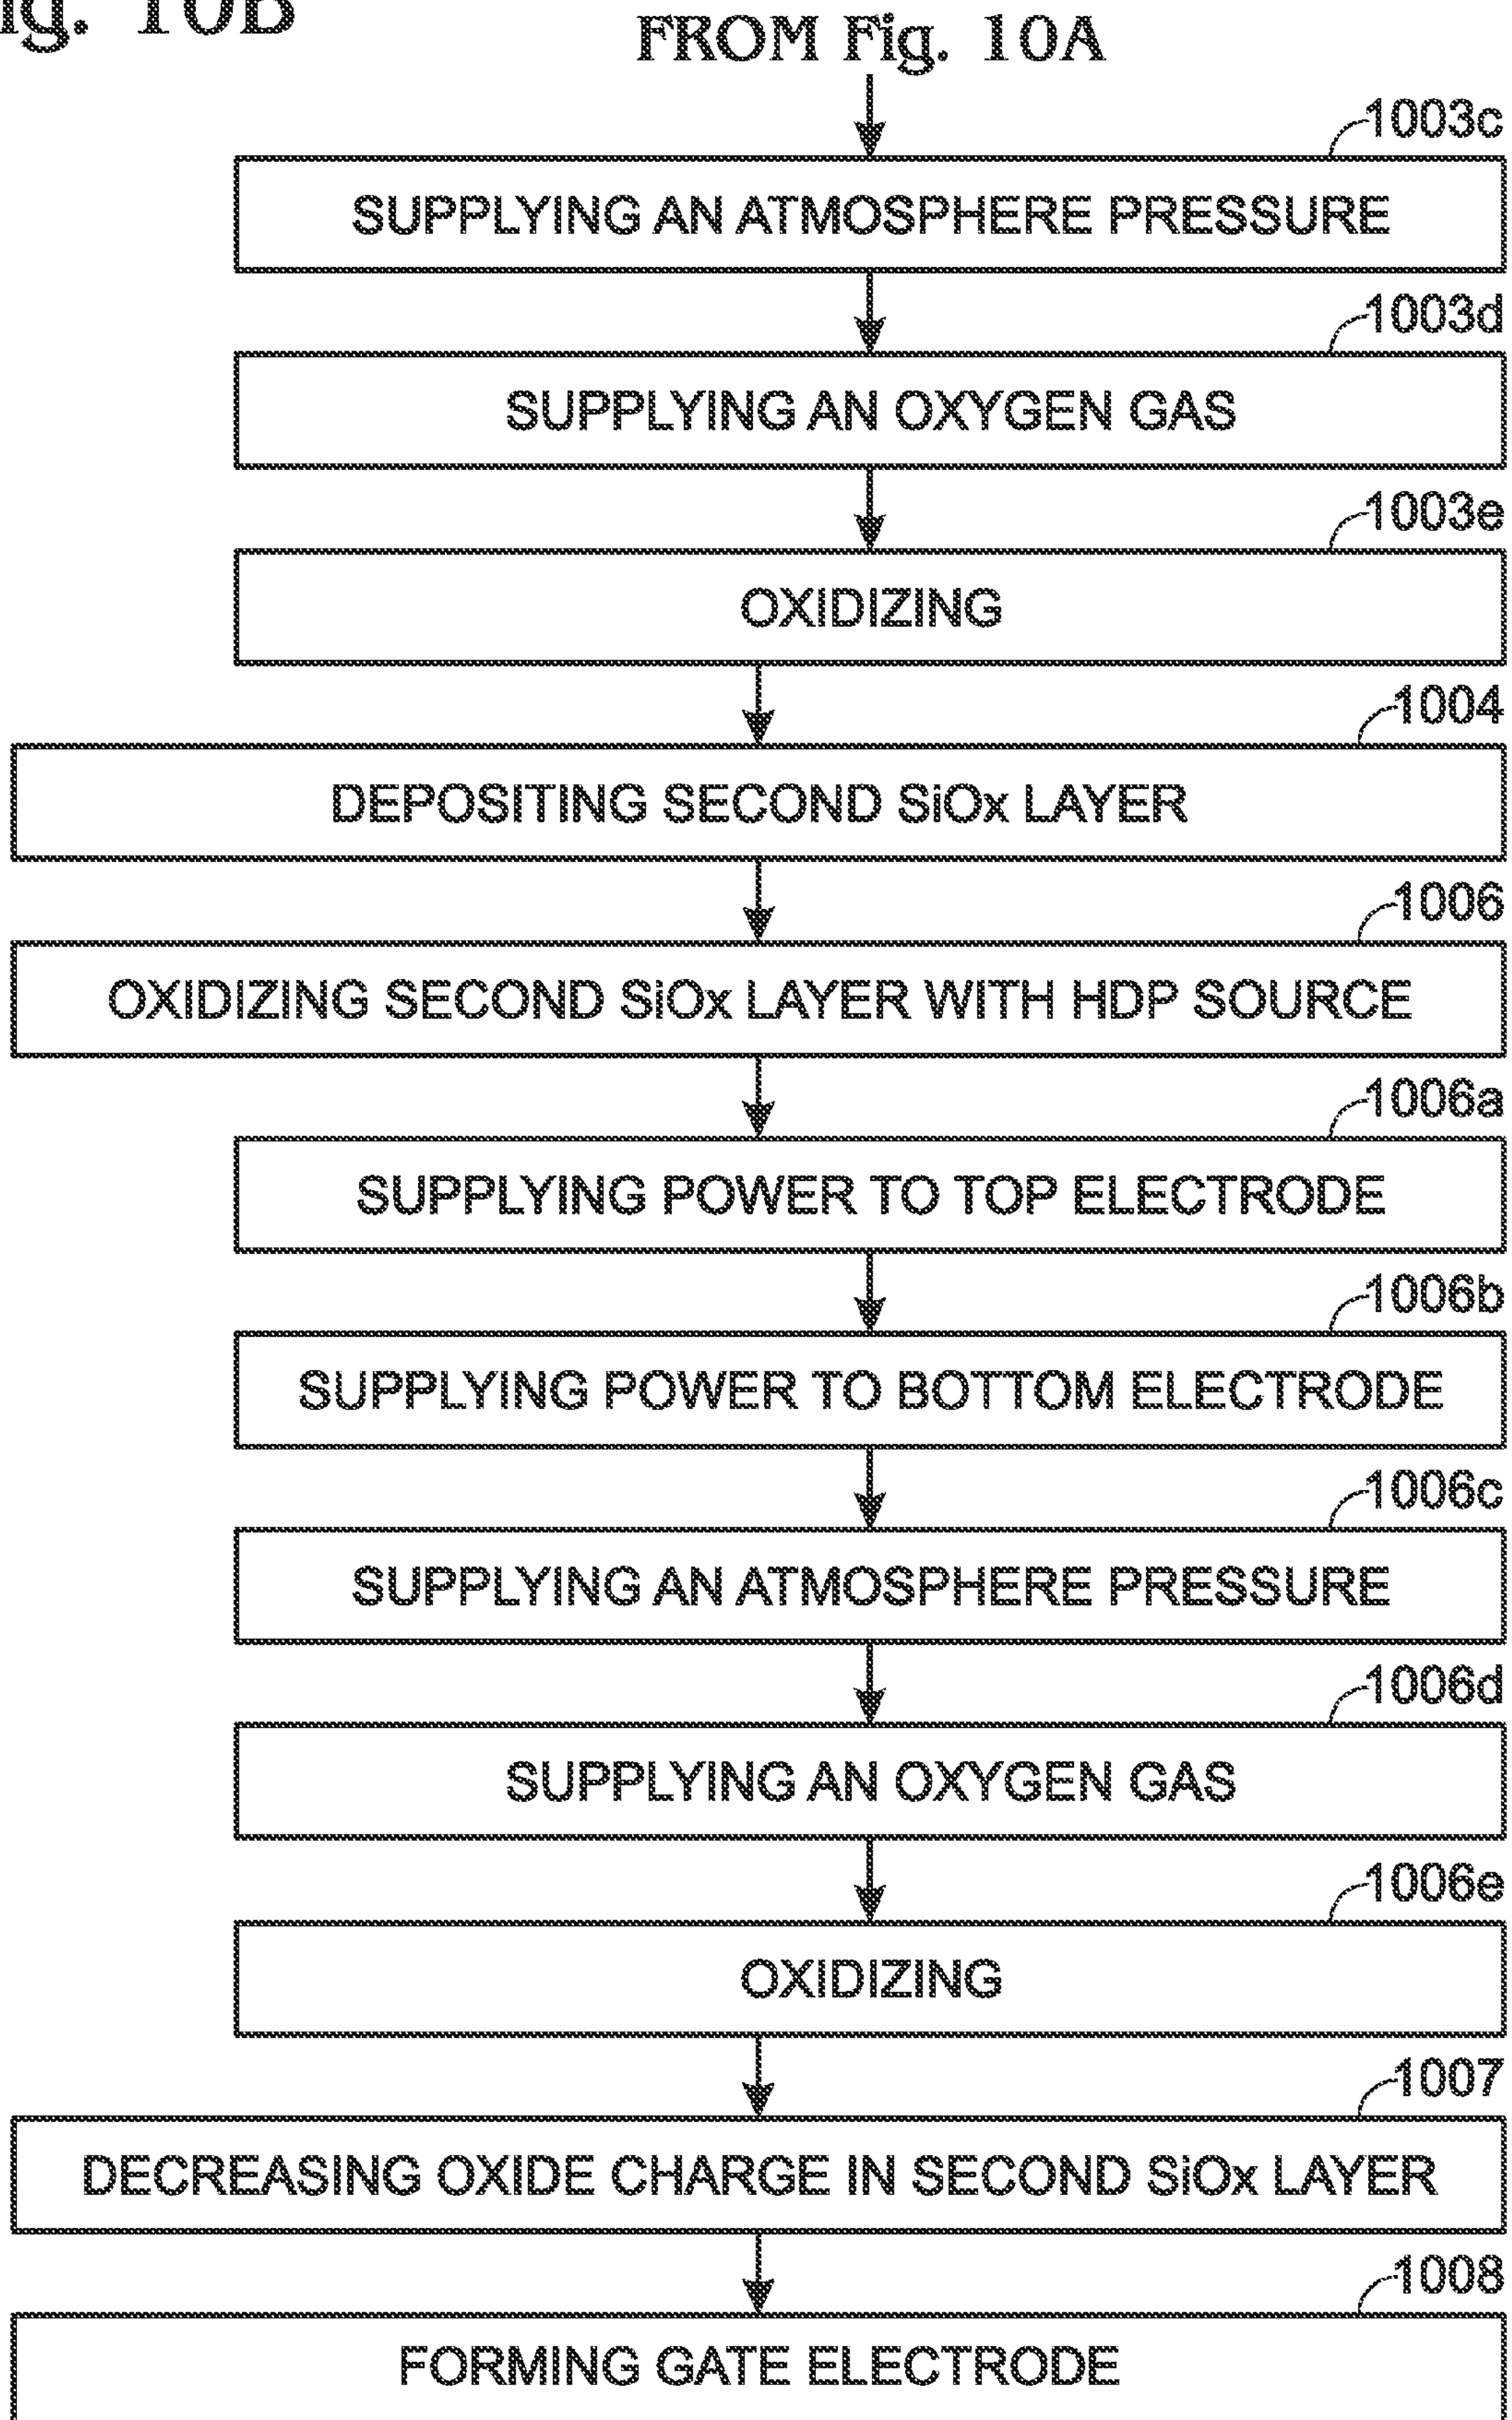 ig. 10B
FROM Fig. 10A
1003c
SUPPLYING AN ATMOSPHERE PRESSURE
1003d
SUPPLYING AN OXYGEN GAS
1003e
OXIDIZING
1004
DEPOSITING SECOND SiOx LAYER
1006
OXIDIZING SECOND SiOx LAYER WITH HDP SOURCE
1006a
SUPPLYING POWER TO TOP ELECTRODE
1006b
SUPPLYING POWER TO BOTTOM ELECTRODE
1006c
SUPPLYING AN ATMOSPHERE PRESSURE
1006d
SUPPLYING AN OXYGEN GAS
1006e
OXIDIZING
1007
DECREASING OXIDE CHARGE IN SECOND SiOx LAYER
1008
FORMING GATE ELECTRODE